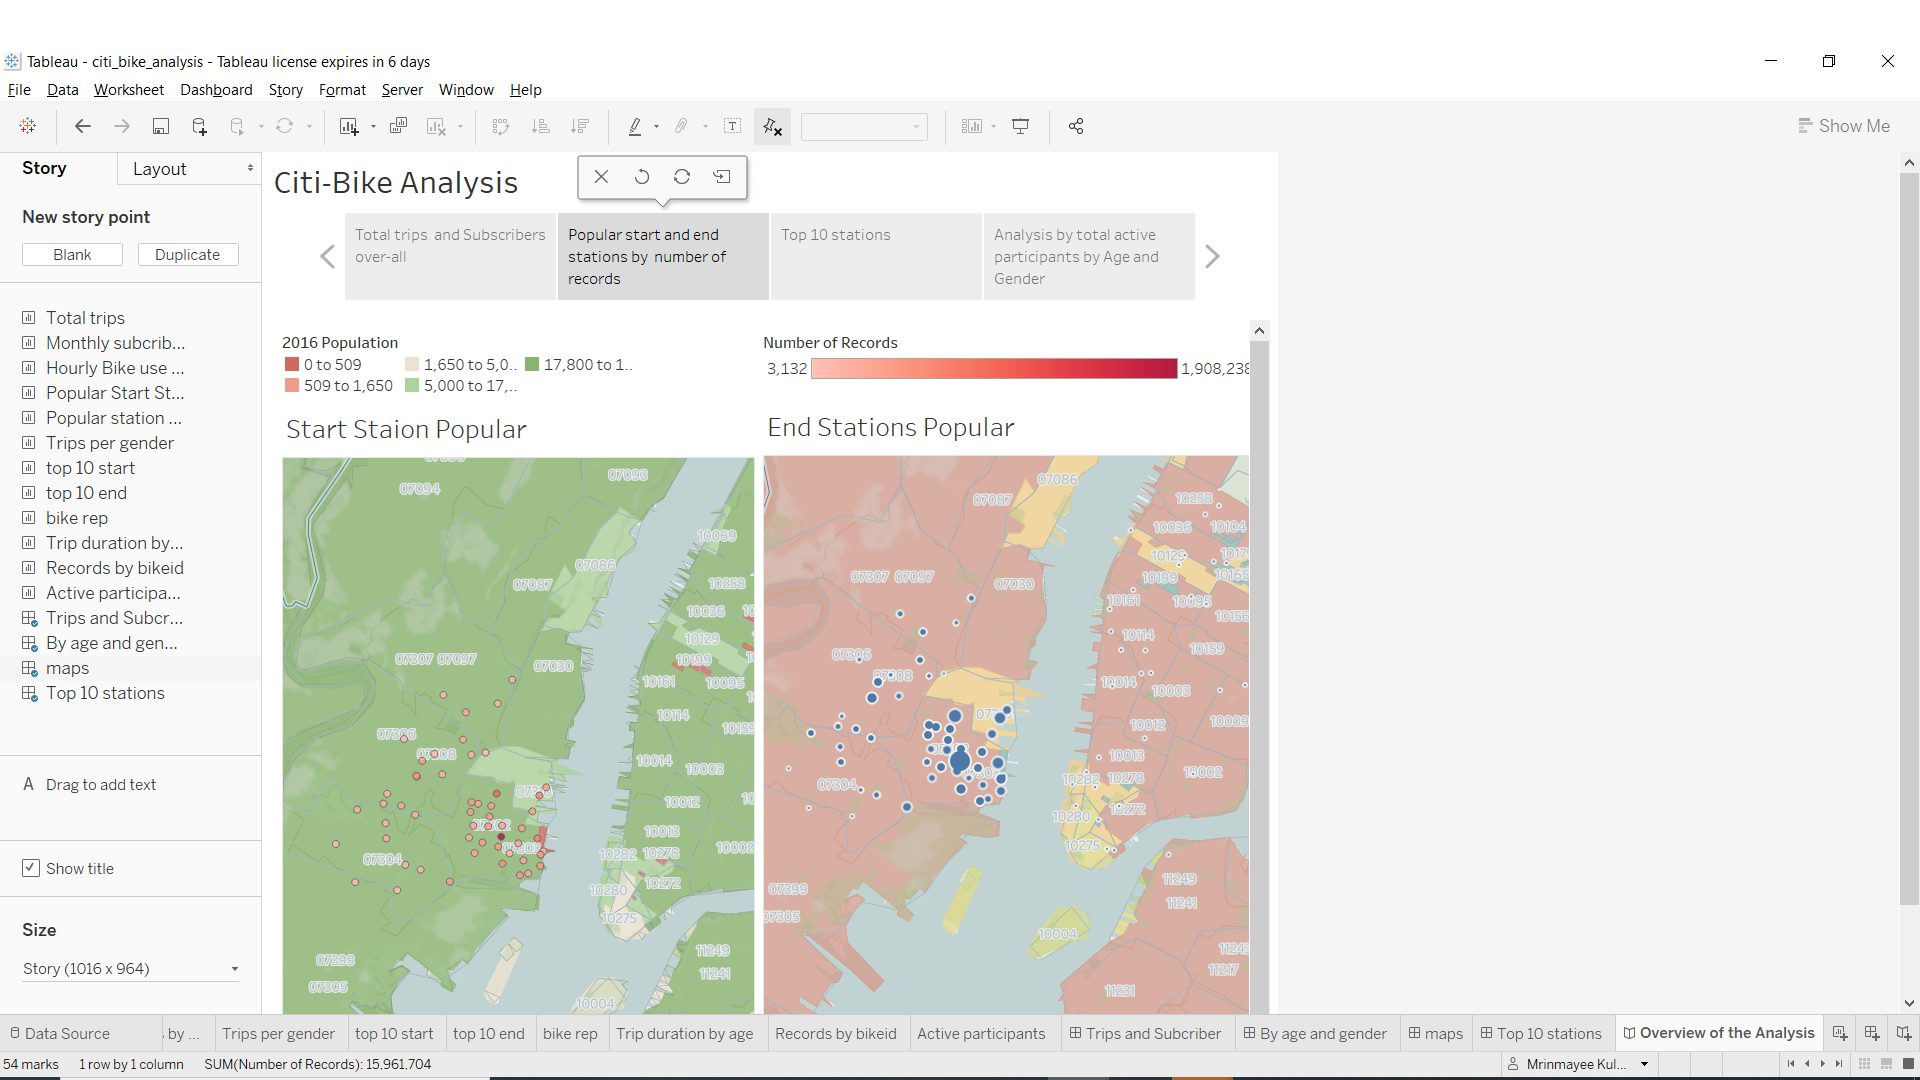 Tableau - citi_bike_analysis - Tableau license expires in 6 days
File Data Worksheet Dashboard Story Format Server Window Help
Show Me
Story Layout
New story point
Blank Duplicate
Total trips
Monthly subcrib...
Hourly Bike use ...
Popular Start St...
Popular station ...
Trips per gender
top 10 start
top 10 end
bike rep
Trip duration by...
Records by bikeid
Active participa...
Trips and Subcr...
By age and gen...
maps
Top 10 stations
A Drag to add text
Show title
Size
Story (1016 x 964)
Citi-Bike Analysis
Total trips and Subscribers
over-all
Popular start and end
stations by number of
records
Top 10 stations
Analysis by total active
participants by Age and
Gender
2016 Population
0 to 509 1,650 to 5,0.. 17,800 to 1..
509 to 1,650 5,000 to 17,..
Number of Records
3,132 1,908,238
Start Staion Popular
07093
07094
10069
07086
07087
10258
10036
10129
07307 07097
07030
10199
10161
10095
10114
07306
07308
10014
10003
10012
10013
07304
10282 10278
10280
10272
10275
11249
11241
07399
07305
10004
End Stations Popular
07086
07087
10258
10036 10104
10129
07307 07097
07030
10199
10165
10161
10095
10114
07306
10159
07308
10014
10003
10012
10009
10013
10002
07304
10282 10278
10272
10280
10275
11249
07399
11241
07305
10004
11217
11231
Data Source by ... Trips per gender top 10 start top 10 end bike rep Trip duration by age Records by bikeid Active participants Trips and Subcriber By age and gender maps Top 10 stations Overview of the Analysis
54 marks 1 row by 1 column SUM(Number of Records): 15,961,704 Mrinmayee Kul...